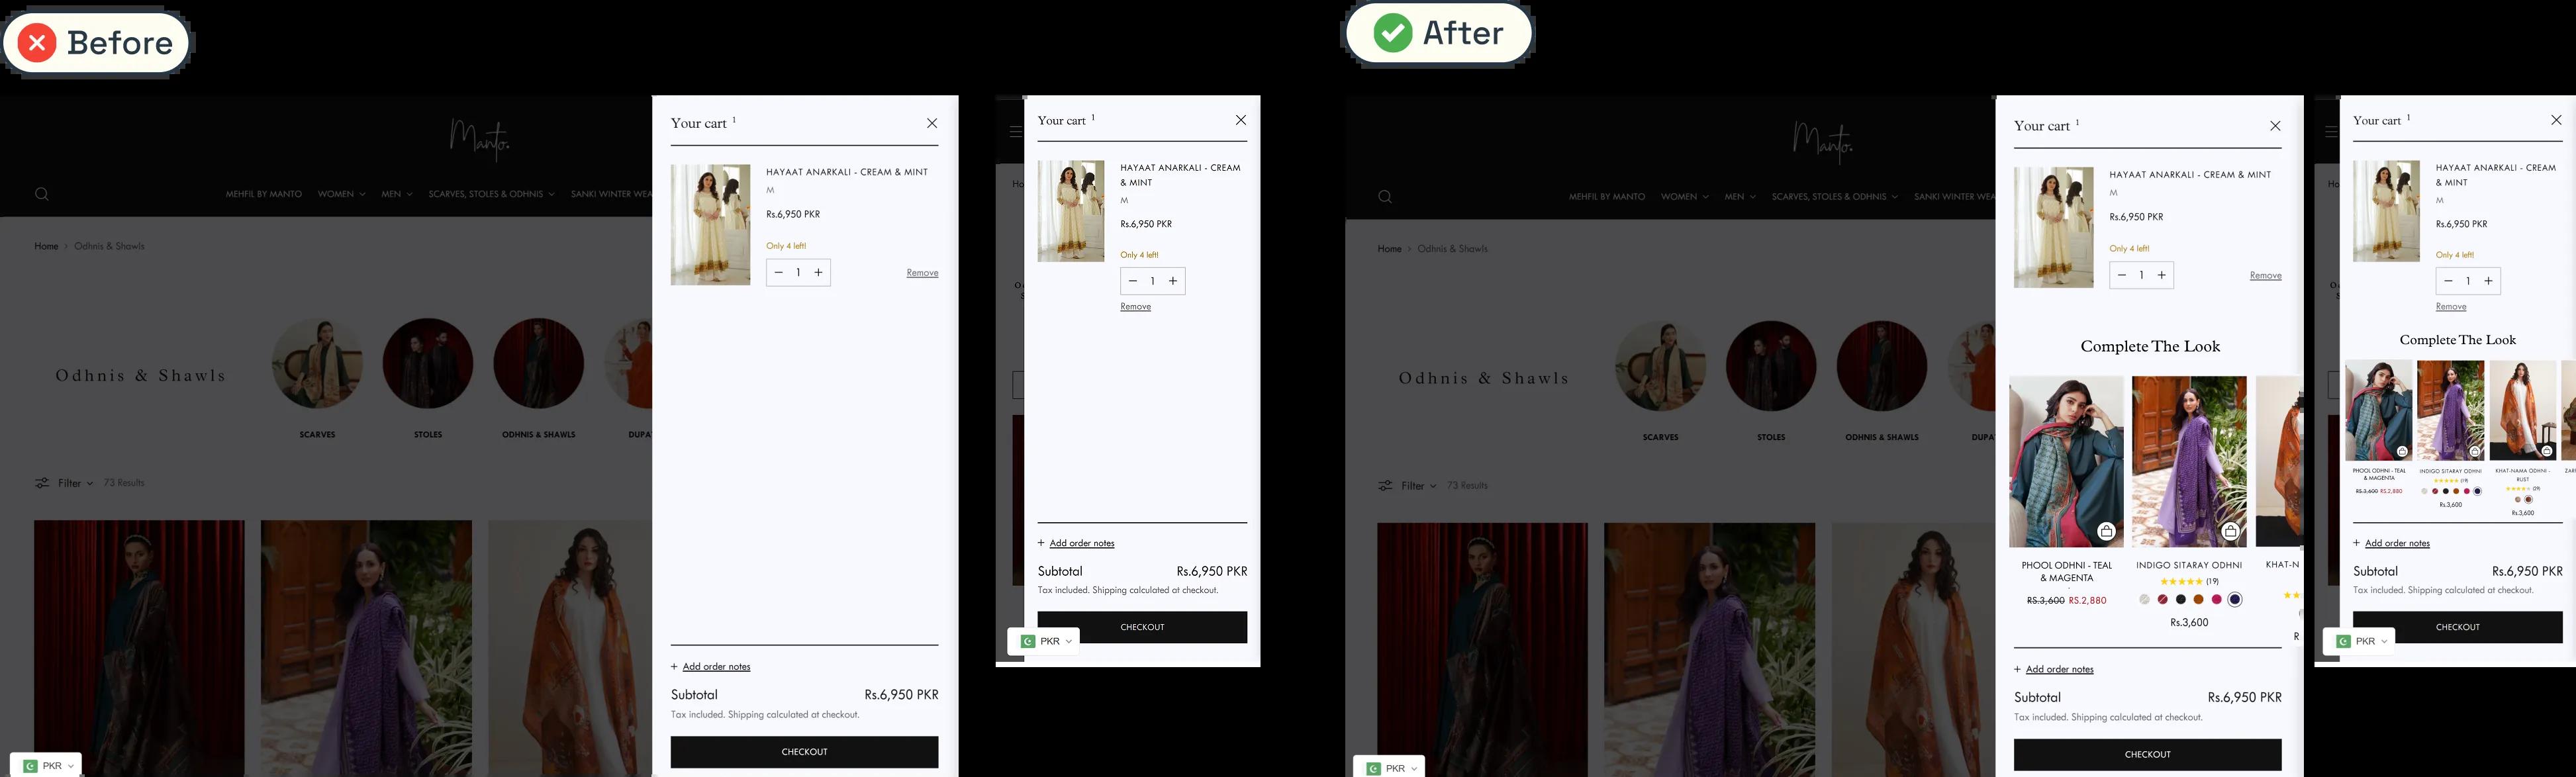 Before
Manto.
MEHFIL BY MANTO WOMEN MEN SCARVES, STOLES & ODHNIS SANKI WINTER WEA
Home > Odhnis & Shawls
Odhnis & Shawls
SCARVES STOLES ODHNIS & SHAWLS DUPA
Filter 73 Results
PKR
Your cart 1
HAYAAT ANARKALI - CREAM & MINT
M
Rs.6,950 PKR
Only 4 left!
− 1 +
Remove
+ Add order notes
Subtotal Rs.6,950 PKR
Tax included. Shipping calculated at checkout.
CHECKOUT
Ho
Your cart 1
HAYAAT ANARKALI - CREAM
& MINT
M
Rs.6,950 PKR
Only 4 left!
− 1 +
Remove
+ Add order notes
Subtotal Rs.6,950 PKR
Tax included. Shipping calculated at checkout.
CHECKOUT
PKR
After
Manto.
MEHFIL BY MANTO WOMEN MEN SCARVES, STOLES & ODHNIS SANKI WINTER WEA
Home > Odhnis & Shawls
Odhnis & Shawls
SCARVES STOLES ODHNIS & SHAWLS DUPA
Filter 73 Results
PKR
Your cart 1
HAYAAT ANARKALI - CREAM & MINT
M
Rs.6,950 PKR
Only 4 left!
− 1 +
Remove
Complete The Look
PHOOL ODHNI - TEAL
& MAGENTA
RS.3,600 RS.2,880
INDIGO SITARAY ODHNI
★★★★★ (19)
Rs.3,600
KHAT-N
R
+ Add order notes
Subtotal Rs.6,950 PKR
Tax included. Shipping calculated at checkout.
CHECKOUT
Ho
Your cart 1
HAYAAT ANARKALI - CREAM
& MINT
M
Rs.6,950 PKR
Only 4 left!
− 1 +
Remove
Complete The Look
PHOOL ODHNI - TEAL
& MAGENTA
RS.3,600 RS.2,880
INDIGO SITARAY ODHNI
★★★★★ (19)
Rs.3,600
KHAT-NAMA ODHNI -
RUST
(29)
Rs.3,600
ZAR
+ Add order notes
Subtotal Rs.6,950 PKR
Tax included. Shipping calculated at checkout.
CHECKOUT
PKR